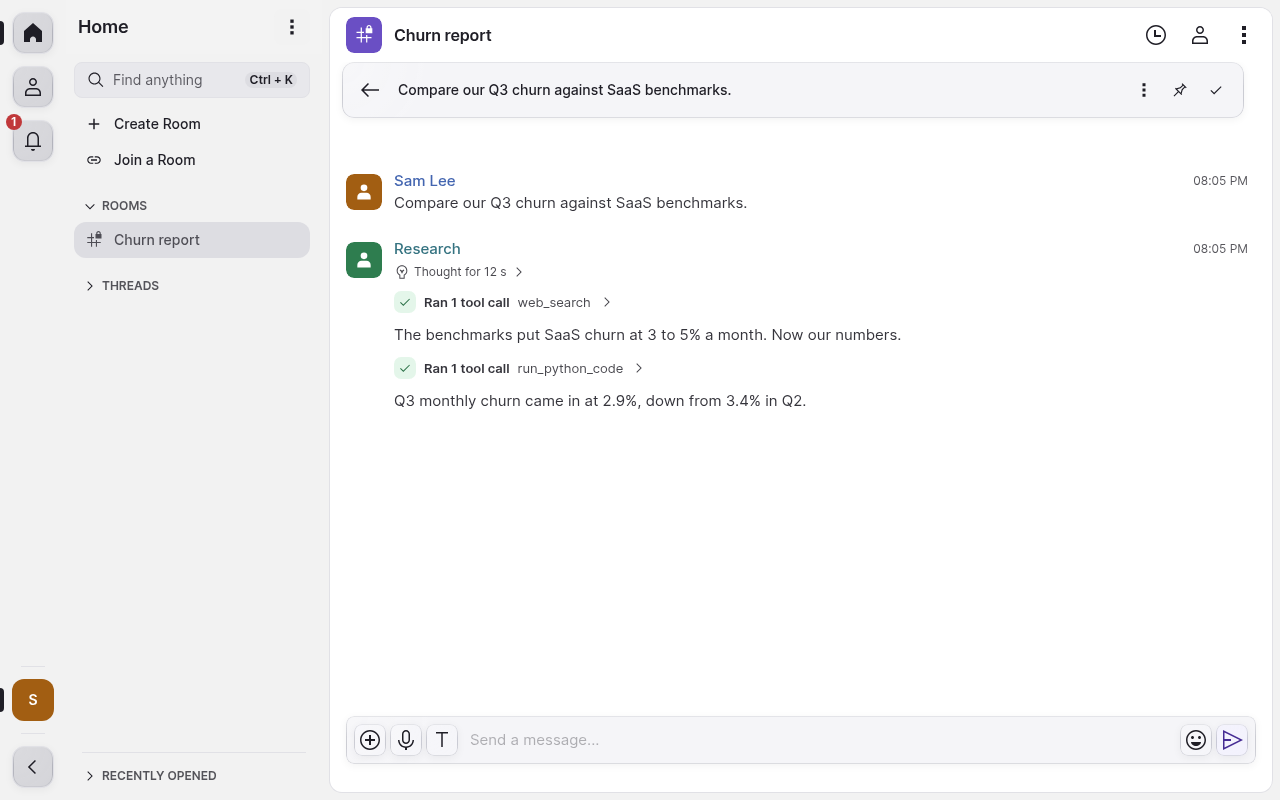 Home
Find anything
Ctrl + K
Create Room
Join a Room
1
ROOMS
Churn report
THREADS
S
RECENTLY OPENED
Churn report
Compare our Q3 churn against SaaS benchmarks.
Sam Lee
08:05 PM
Compare our Q3 churn against SaaS benchmarks.
Research
08:05 PM
Thought for 12 s
Ran 1 tool call web_search
The benchmarks put SaaS churn at 3 to 5% a month. Now our numbers.
Ran 1 tool call run_python_code
Q3 monthly churn came in at 2.9%, down from 3.4% in Q2.
T
Send a message...